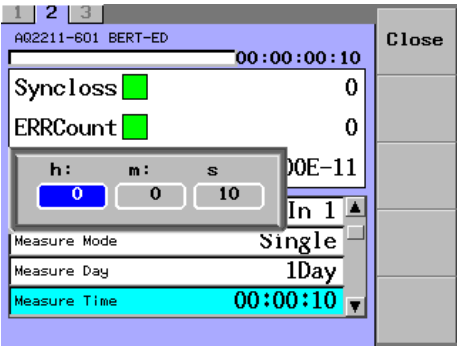 1 2 3
AQ2211-601 BERT-ED
Close
00:00:00:10
Syncloss 0
ERRCount 0
00E-11
h: m: s
0 0 10
In 1
Measure Mode Single
Measure Day 1Day
Measure Time 00:00:10